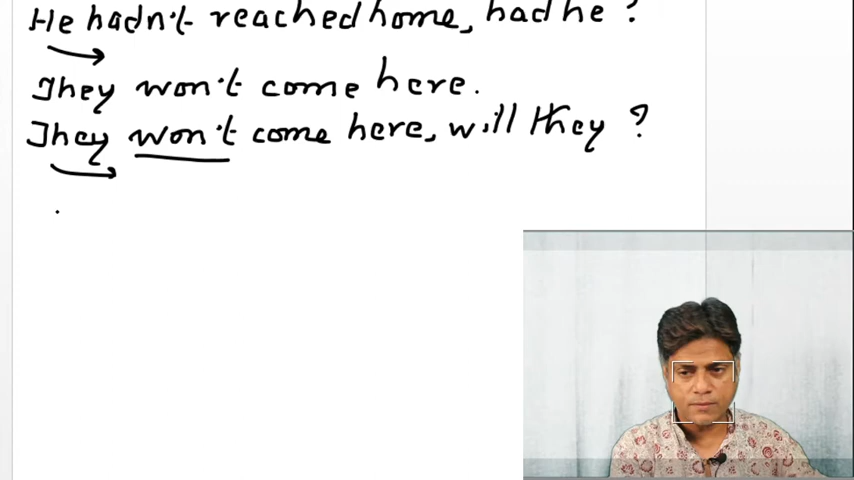 He hadn't reached home, had he ?
They won't come here.
They won't come here, will they ?